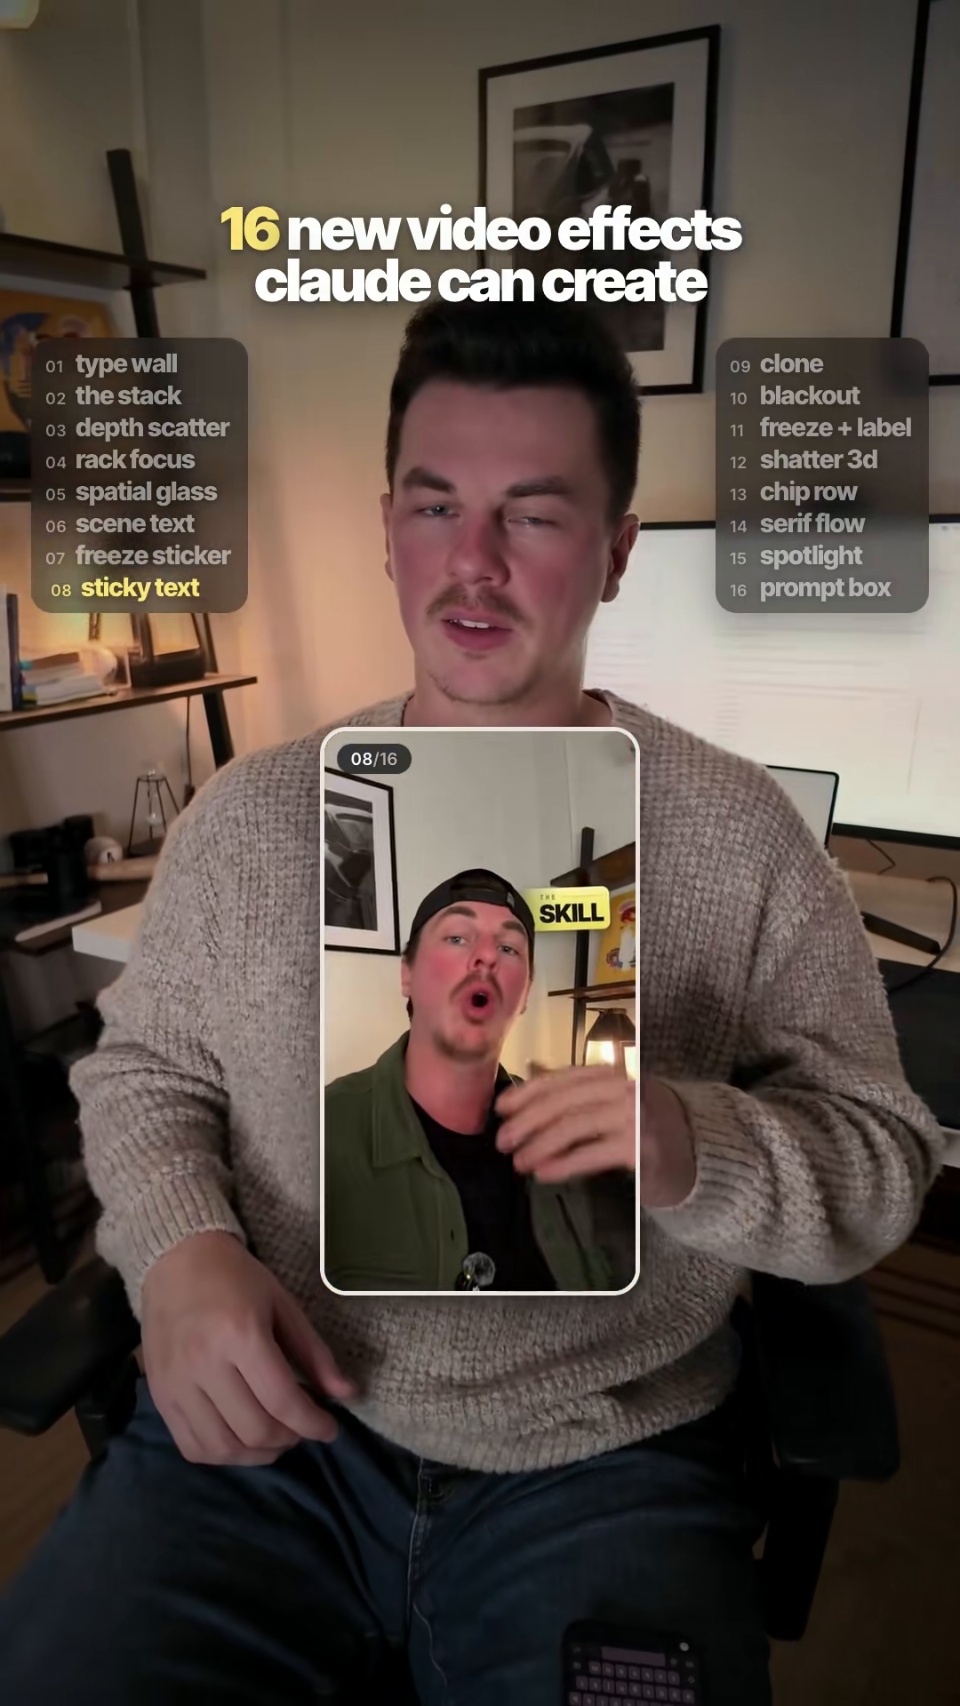 16 new video effects
claude can create
01 type wall
02 the stack
03 depth scatter
04 rack focus
05 spatial glass
06 scene text
07 freeze sticker
08 sticky text
09 clone
10 blackout
11 freeze + label
12 shatter 3d
13 chip row
14 serif flow
15 spotlight
16 prompt box
08/16
THE
SKILL